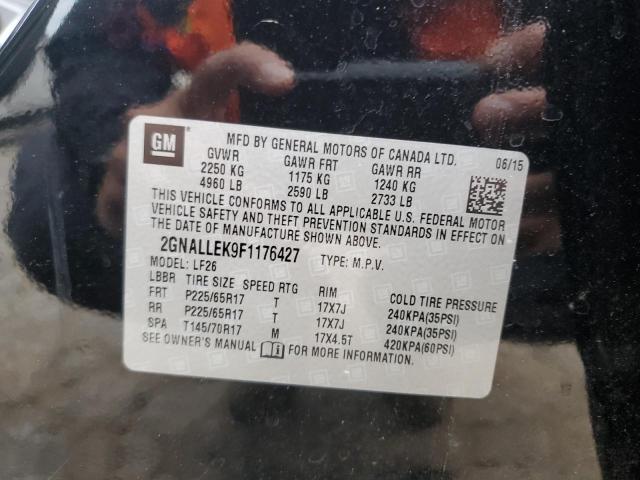 GM
MFD BY GENERAL MOTORS OF CANADA LTD. 06/15
GVWR GAWR FRT GAWR RR
2250 KG 1175 KG 1240 KG
4960 LB 2590 LB 2733 LB
THIS VEHICLE CONFORMS TO ALL APPLICABLE U.S. FEDERAL MOTOR
VEHICLE SAFETY AND THEFT PREVENTION STANDARDS IN EFFECT ON
THE DATE OF MANUFACTURE SHOWN ABOVE.
2GNALLEK9F1176427 TYPE: M.P.V.
MODEL: LF26
LBBR TIRE SIZE SPEED RTG RIM COLD TIRE PRESSURE
FRT P225/65R17 T 17X7J 240KPA(35PSI)
RR P225/65R17 T 17X7J 240KPA(35PSI)
SPA T145/70R17 M 17X4.5T 420KPA(60PSI)
SEE OWNER'S MANUAL FOR MORE INFORMATION.